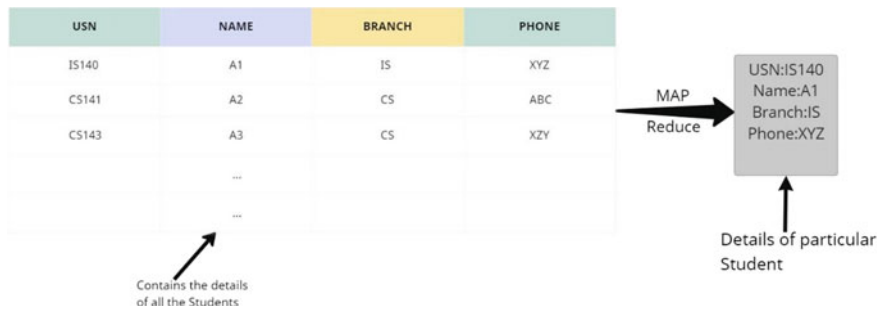 USN NAME BRANCH PHONE
IS140 A1 IS XYZ
CS141 A2 CS ABC
CS143 A3 CS XZY
...
...
MAP
Reduce
USN:IS140
Name:A1
Branch:IS
Phone:XYZ
Details of particular
Student
Contains the details
of all the Students